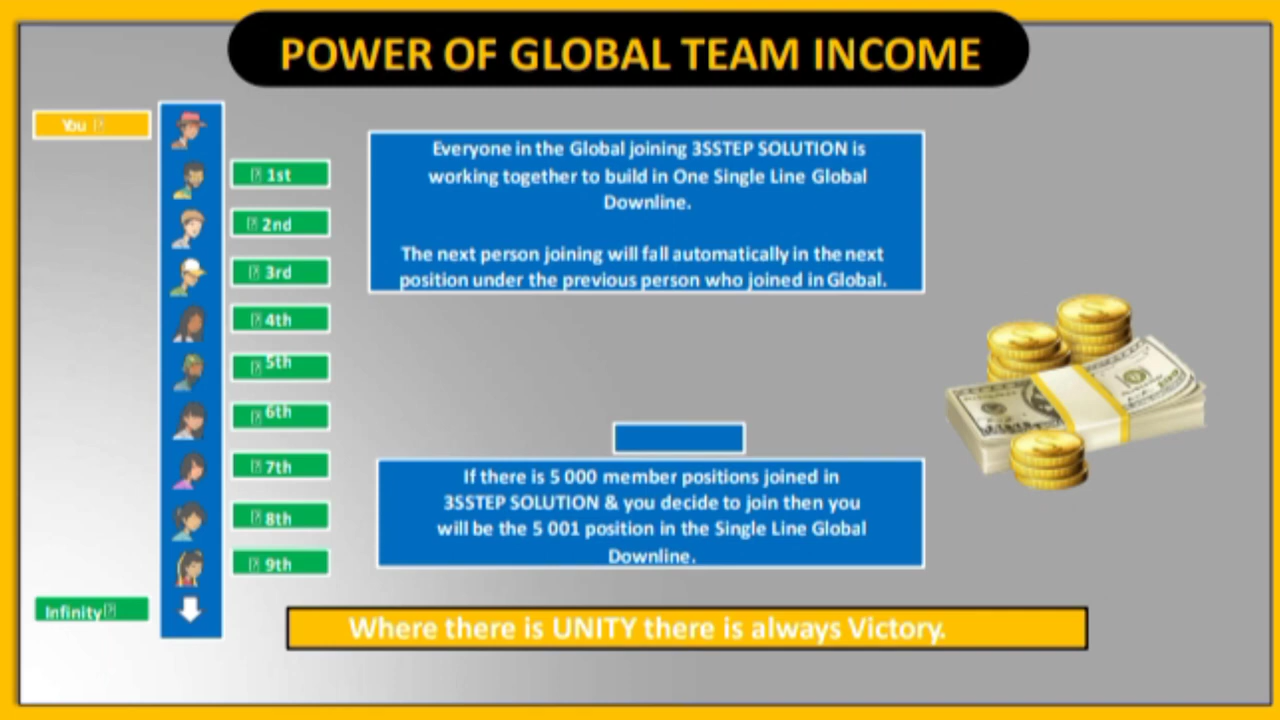 POWER OF GLOBAL TEAM INCOME
You
1st
2nd
3rd
4th
5th
6th
7th
8th
9th
Infinity
Everyone in the Global joining 3SSTEP SOLUTION is
working together to build in One Single Line Global
Downline.
The next person joining will fall automatically in the next
position under the previous person who joined in Global.
If there is 5 000 member positions joined in
3SSTEP SOLUTION & you decide to join then you
will be the 5 001 position in the Single Line Global
Downline.
Where there is UNITY there is always Victory.